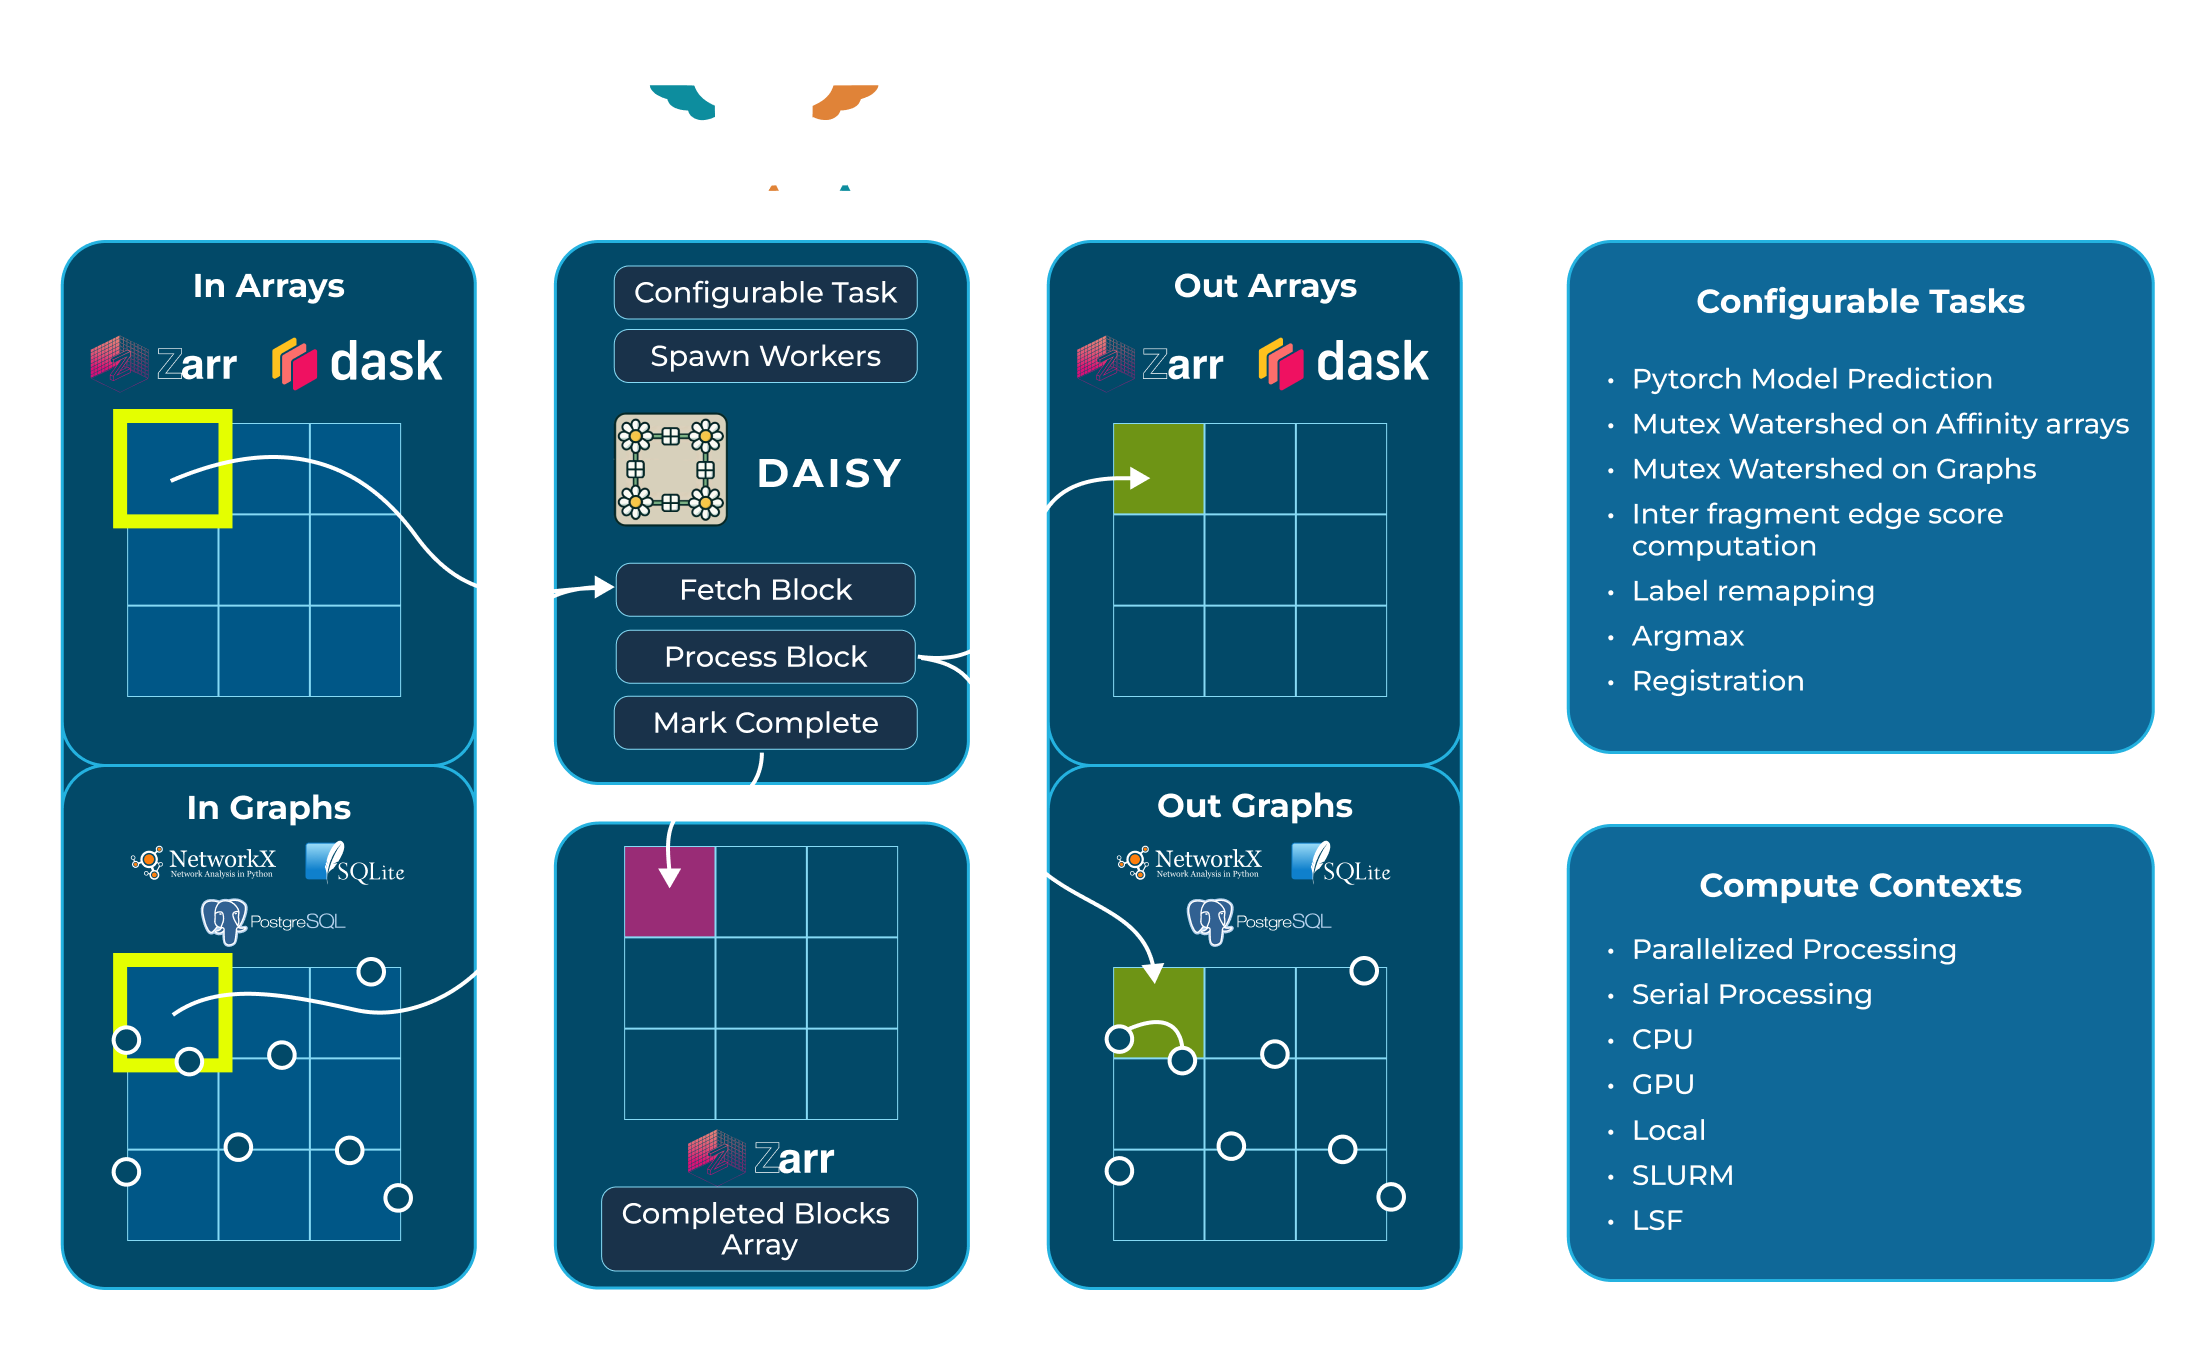 In Arrays
Zarr
dask
In Graphs
NetworkX
Network Analysis in Python
SQLite
PostgreSQL
Configurable Task
Spawn Workers
DAISY
Fetch Block
Process Block
Mark Complete
Zarr
Completed Blocks
Array
Out Arrays
Zarr
dask
Out Graphs
NetworkX
Network Analysis in Python
SQLite
PostgreSQL
Configurable Tasks
• Pytorch Model Prediction
• Mutex Watershed on Affinity arrays
• Mutex Watershed on Graphs
• Inter fragment edge score
computation
• Label remapping
• Argmax
• Registration
Compute Contexts
• Parallelized Processing
• Serial Processing
• CPU
• GPU
• Local
• SLURM
• LSF